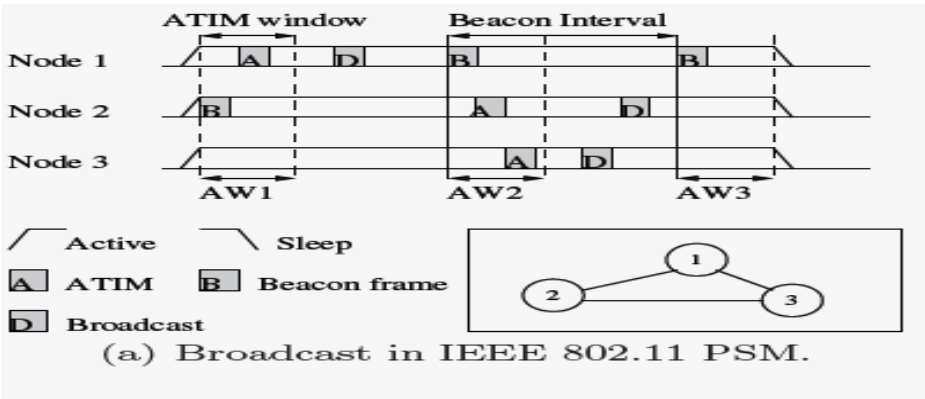 ATIM window Beacon Interval
Node 1 A D B B
Node 2 B A D
Node 3 A D
AW1 AW2 AW3
Active Sleep
A ATIM B Beacon frame
D Broadcast
1
2 3
(a) Broadcast in IEEE 802.11 PSM.